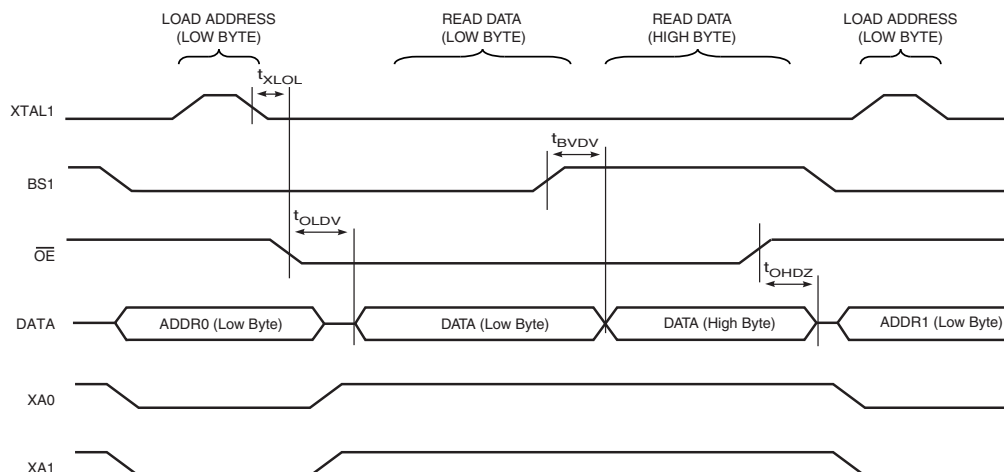 LOAD ADDRESS
(LOW BYTE)
READ DATA
(LOW BYTE)
READ DATA
(HIGH BYTE)
LOAD ADDRESS
(LOW BYTE)
tXLOL
XTAL1
tBVDV
BS1
tOLDV
OE
tOHDZ
DATA
ADDR0 (Low Byte)
DATA (Low Byte)
DATA (High Byte)
ADDR1 (Low Byte)
XA0
XA1